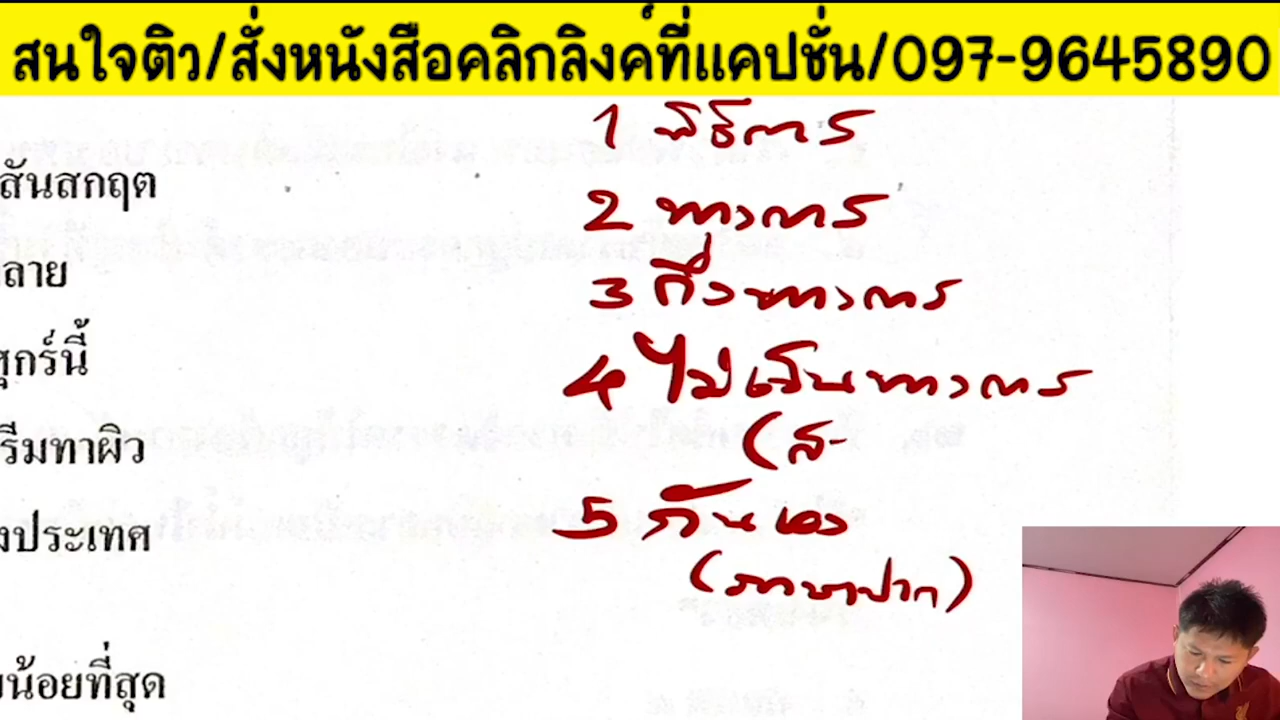 สนใจติว/สั่งหนังสือคลิกลิงค์ที่แคปชั่น/097-9645890
1 พิธีการ
สันสกฤต
2 ทางการ
ลาย
3 กึ่งทางการ
ศุกร์นี้
4 ไม่เป็นทางการ
รีมทาผิว
(ส-
5 กันเอง
งประเทศ
(ภาษาปาก)
น้อยที่สุด